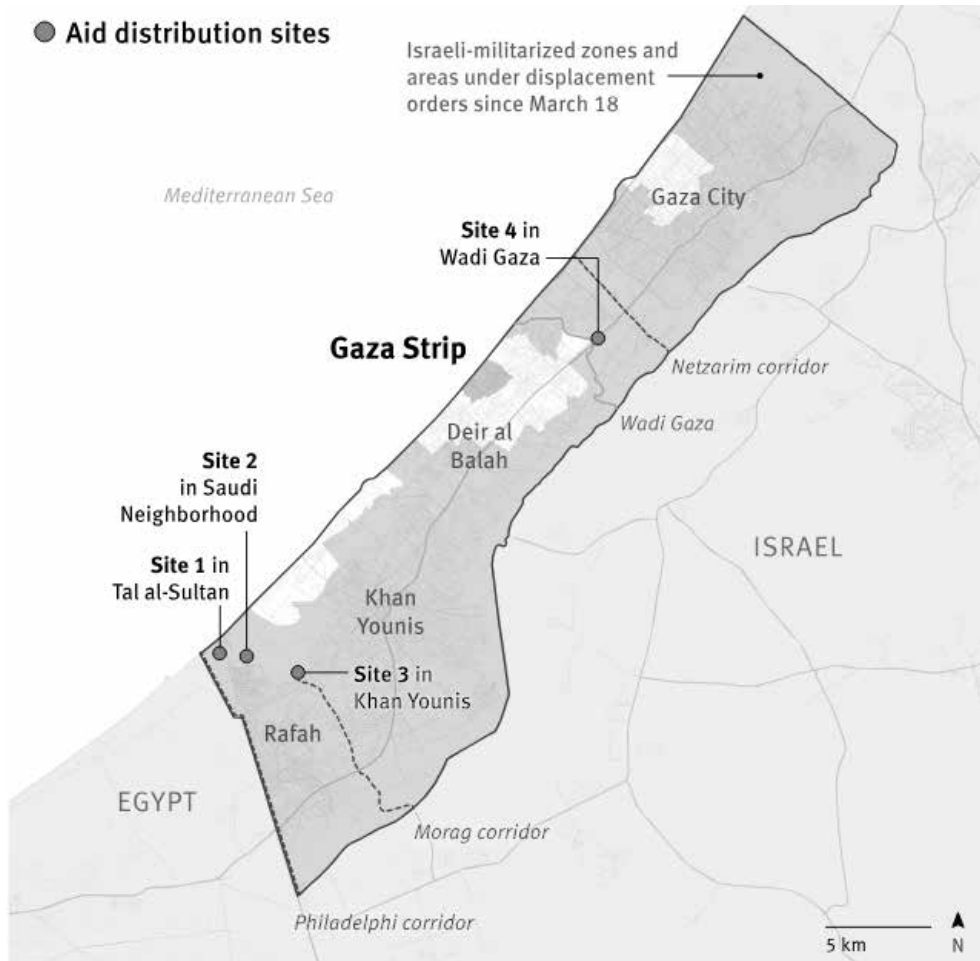 Aid distribution sites
Israeli-militarized zones and
areas under displacement
orders since March 18
Mediterranean Sea
Gaza City
Site 4 in
Wadi Gaza
Gaza Strip
Netzarim corridor
Wadi Gaza
Deir al
Balah
Site 2
in Saudi
Neighborhood
ISRAEL
Site 1 in
Tal al-Sultan
Khan
Younis
Site 3 in
Khan Younis
Rafah
EGYPT
Morag corridor
Philadelphi corridor
5 km
N